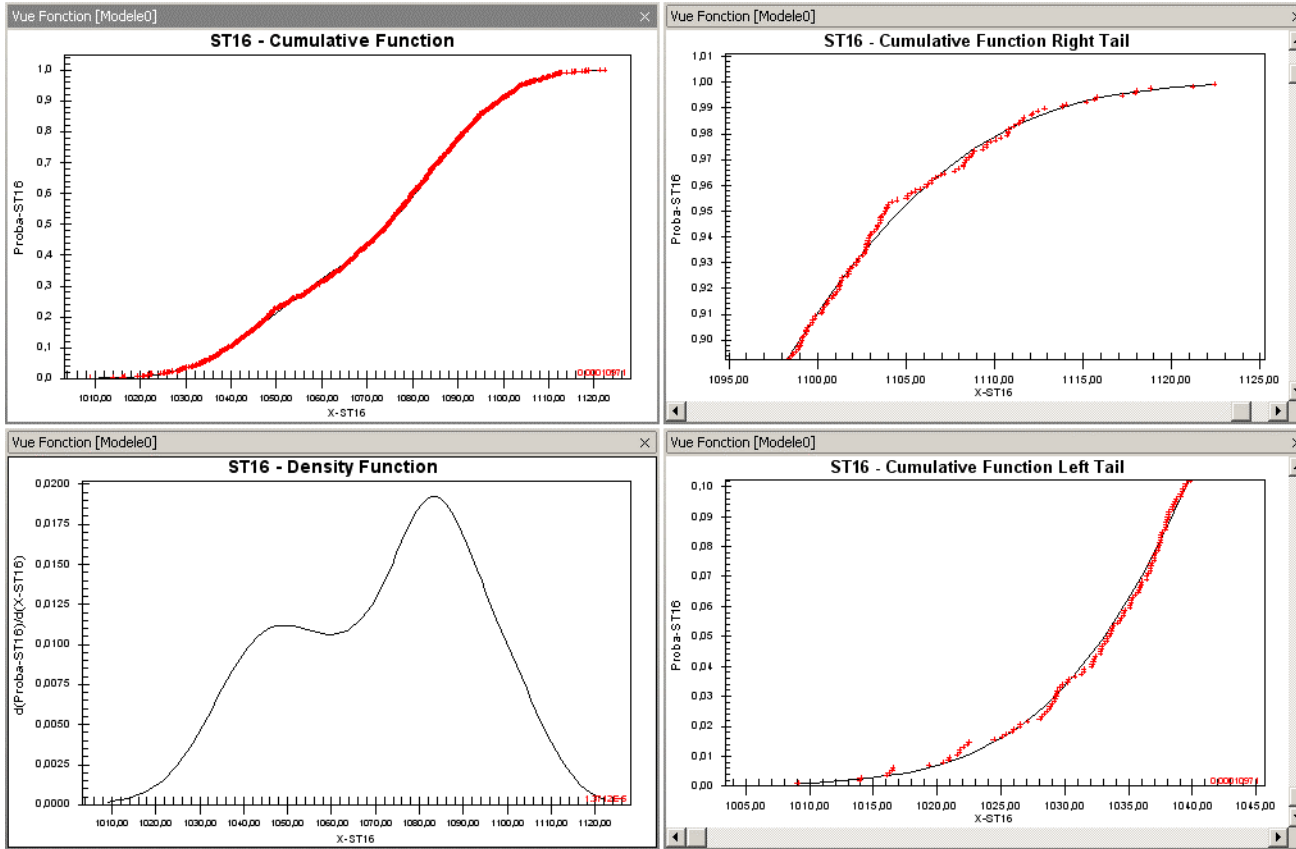 Vue Fonction [Modele0]
ST16 - Cumulative Function
Proba-ST16
1,0
0,9
0,8
0,7
0,6
0,5
0,4
0,3
0,2
0,1
0,0
0,00010971
1010,00 1020,00 1030,00 1040,00 1050,00 1060,00 1070,00 1080,00 1090,00 1100,00 1110,00 1120,00
X-ST16
Vue Fonction [Modele0]
ST16 - Cumulative Function Right Tail
Proba-ST16
1,01
1,00
0,99
0,98
0,97
0,96
0,95
0,94
0,93
0,92
0,91
0,90
1095,00 1100,00 1105,00 1110,00 1115,00 1120,00 1125,00
X-ST16
Vue Fonction [Modele0]
ST16 - Density Function
d(Proba-ST16)/d(X-ST16)
0,0200
0,0175
0,0150
0,0125
0,0100
0,0075
0,0050
0,0025
0,0000
1010,00 1020,00 1030,00 1040,00 1050,00 1060,00 1070,00 1080,00 1090,00 1100,00 1110,00 1120,00
X-ST16
Vue Fonction [Modele0]
ST16 - Cumulative Function Left Tail
Proba-ST16
0,10
0,09
0,08
0,07
0,06
0,05
0,04
0,03
0,02
0,01
0,00
0,00010971
1005,00 1010,00 1015,00 1020,00 1025,00 1030,00 1035,00 1040,00 1045,00
X-ST16